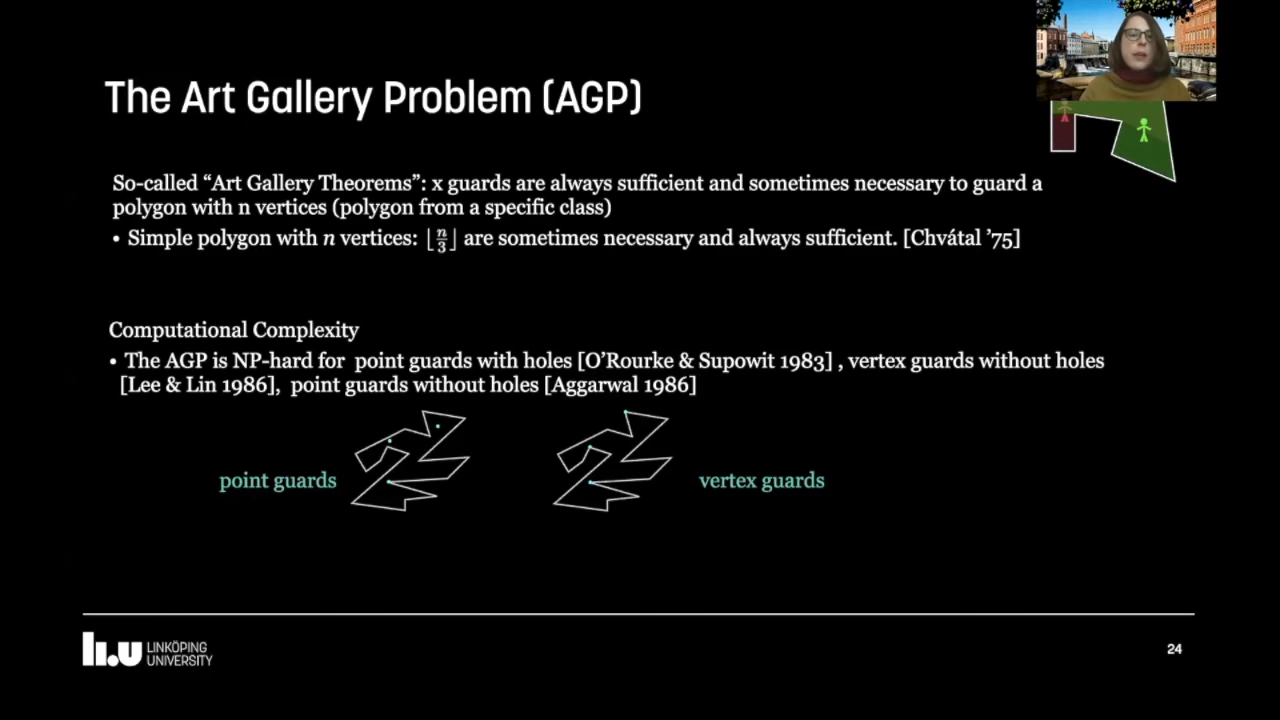 The Art Gallery Problem (AGP)
So-called “Art Gallery Theorems”: x guards are always sufficient and sometimes necessary to guard a
polygon with n vertices (polygon from a specific class)
• Simple polygon with n vertices: ⌊n/3⌋ are sometimes necessary and always sufficient. [Chvátal ’75]
Computational Complexity
• The AGP is NP-hard for point guards with holes [O’Rourke & Supowit 1983] , vertex guards without holes
[Lee & Lin 1986], point guards without holes [Aggarwal 1986]
point guards
vertex guards
li.u LINKÖPING
UNIVERSITY
24